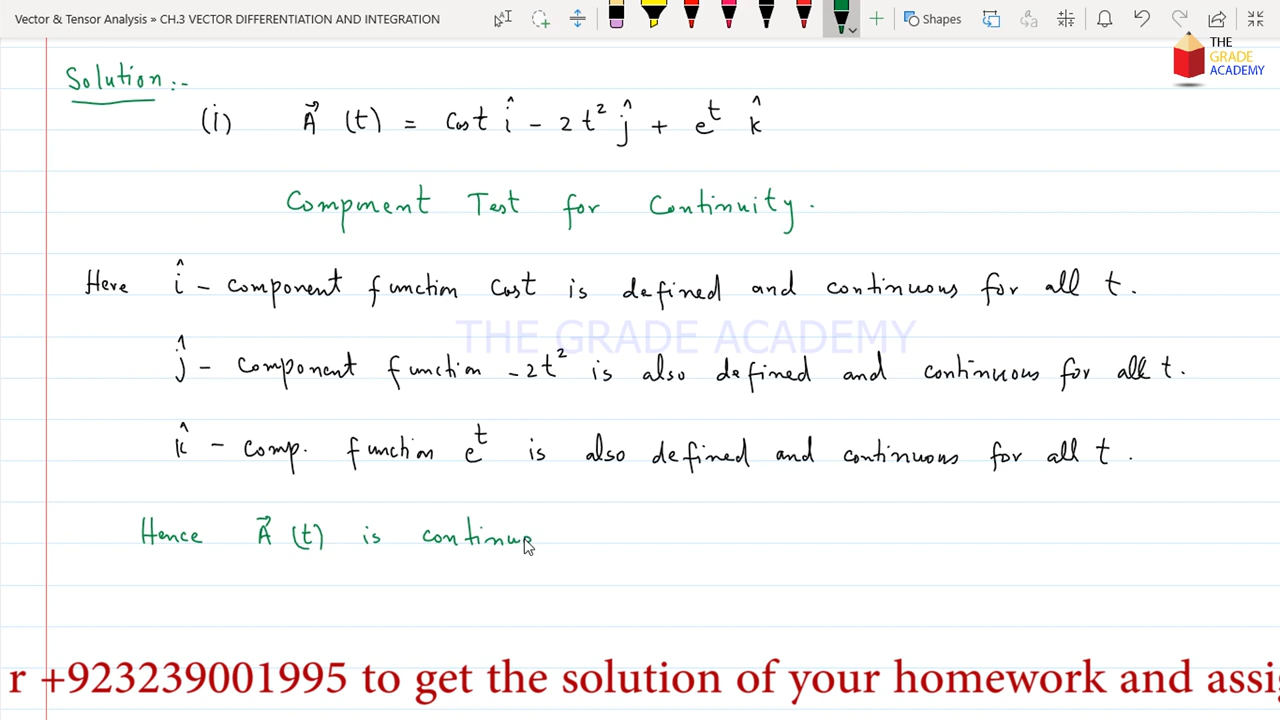 Vector & Tensor Analysis » CH.3 VECTOR DIFFERENTIATION AND INTEGRATION
Shapes
THE
GRADE
ACADEMY
Solution:-
(i) A⃗ (t) = Cost î - 2t² ĵ + e^t k̂
Component Test for Continuity.
Here î - component function Cost is defined and continuous for all t.
THE GRADE ACADEMY
ĵ - component function -2t² is also defined and continuous for all t.
k̂ - comp. function e^t is also defined and continuous for all t.
Hence A⃗ (t) is continuo
r +923239001995 to get the solution of your homework and assig